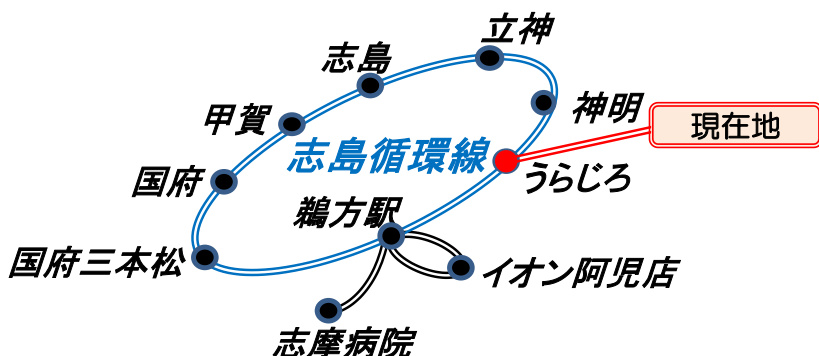 立神
志島
神明
甲賀
現在地
志島循環線
国府
うらじろ
鵜方駅
国府三本松
イオン阿児店
志摩病院